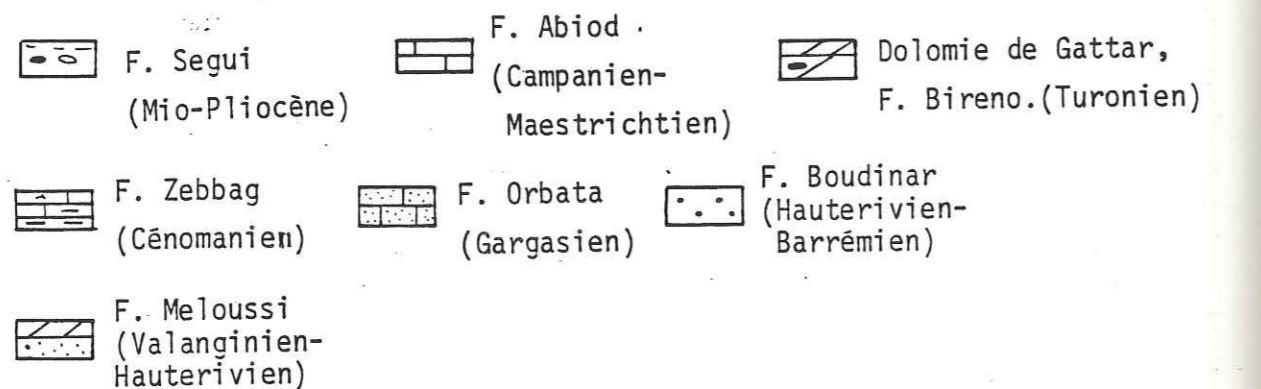 F. Segui
(Mio-Pliocène)
F. Abiod .
(Campanien-
Maestrichtien)
Dolomie de Gattar,
F. Bireno.(Turonien)
F. Zebbag
(Cénomanien)
F. Orbata
(Gargasien)
F. Boudinar
(Hauterivien-
Barrémien)
F. Meloussi
(Valanginien-
Hauterivien)